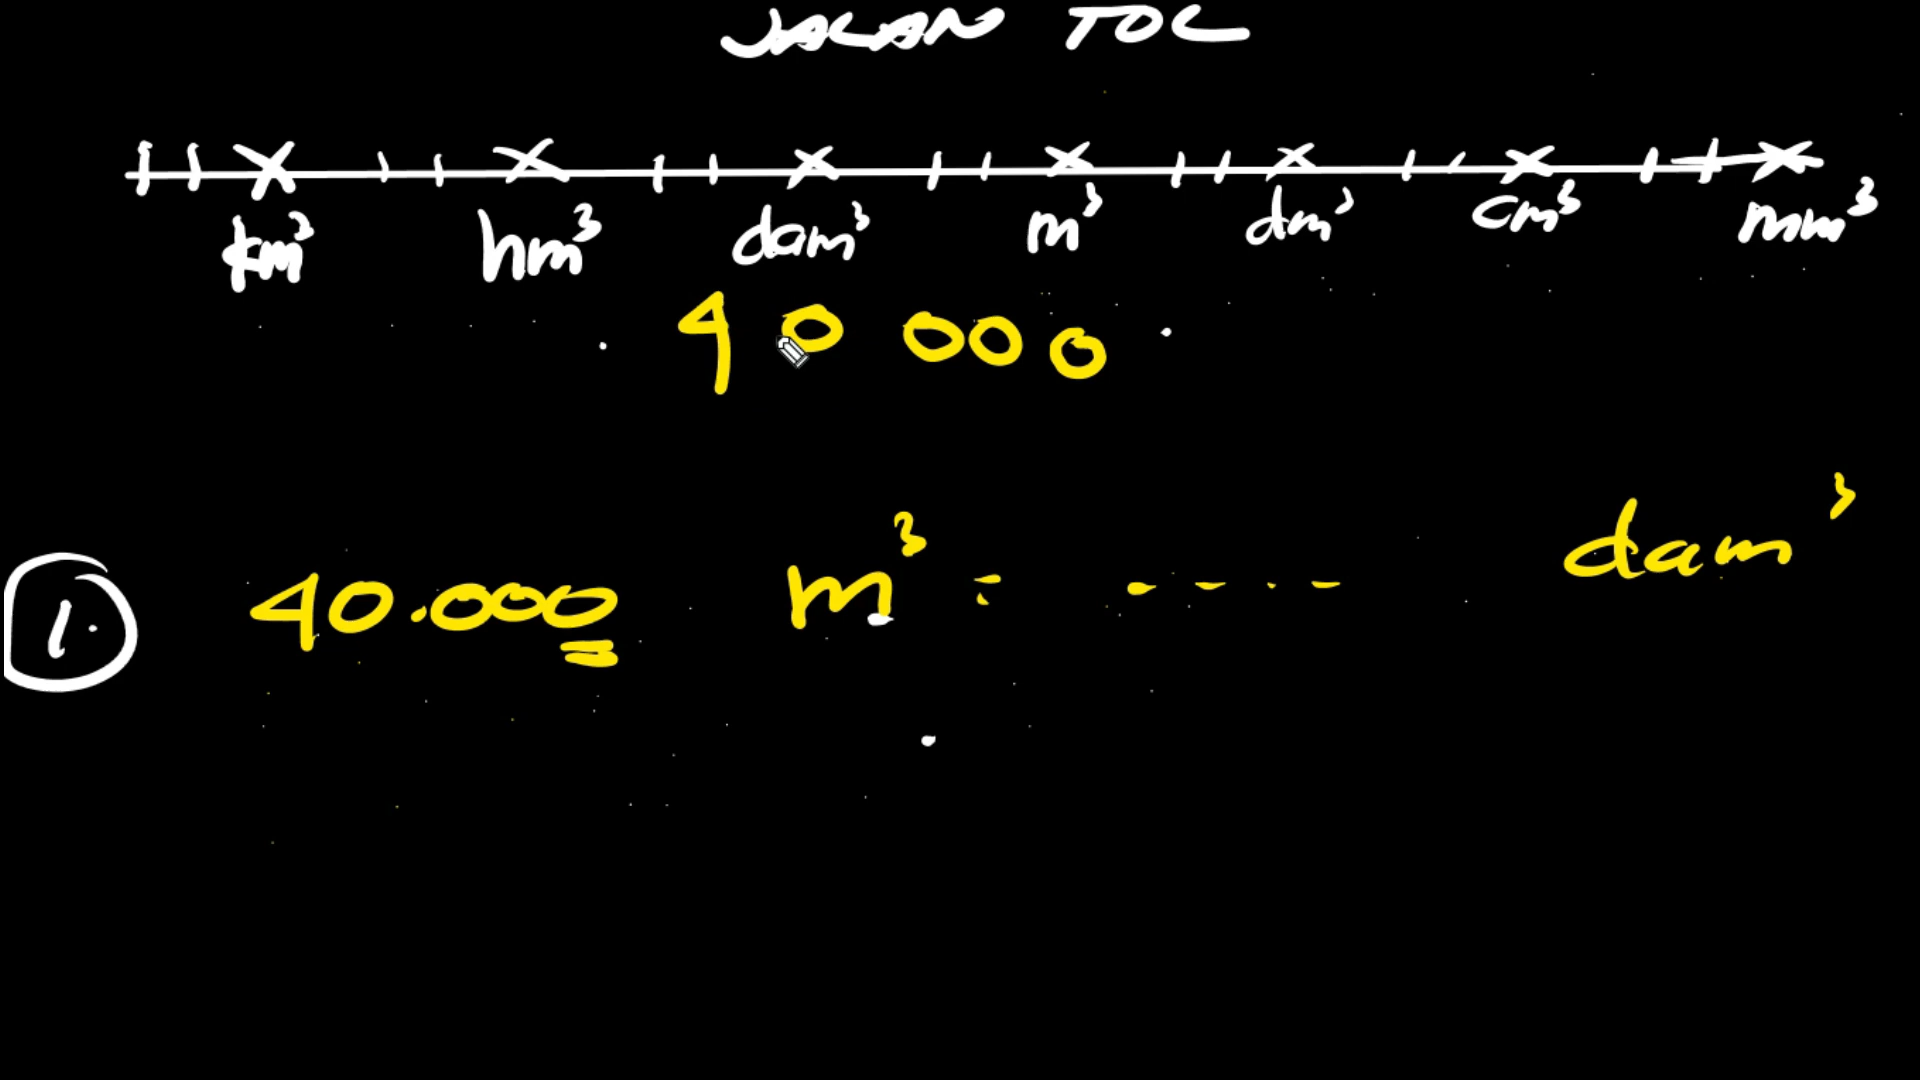 JALAN TOL
km³ hm³ dam³ m³ dm³ cm³ mm³
40 000
1. 40.000 m³ = ---- dam³